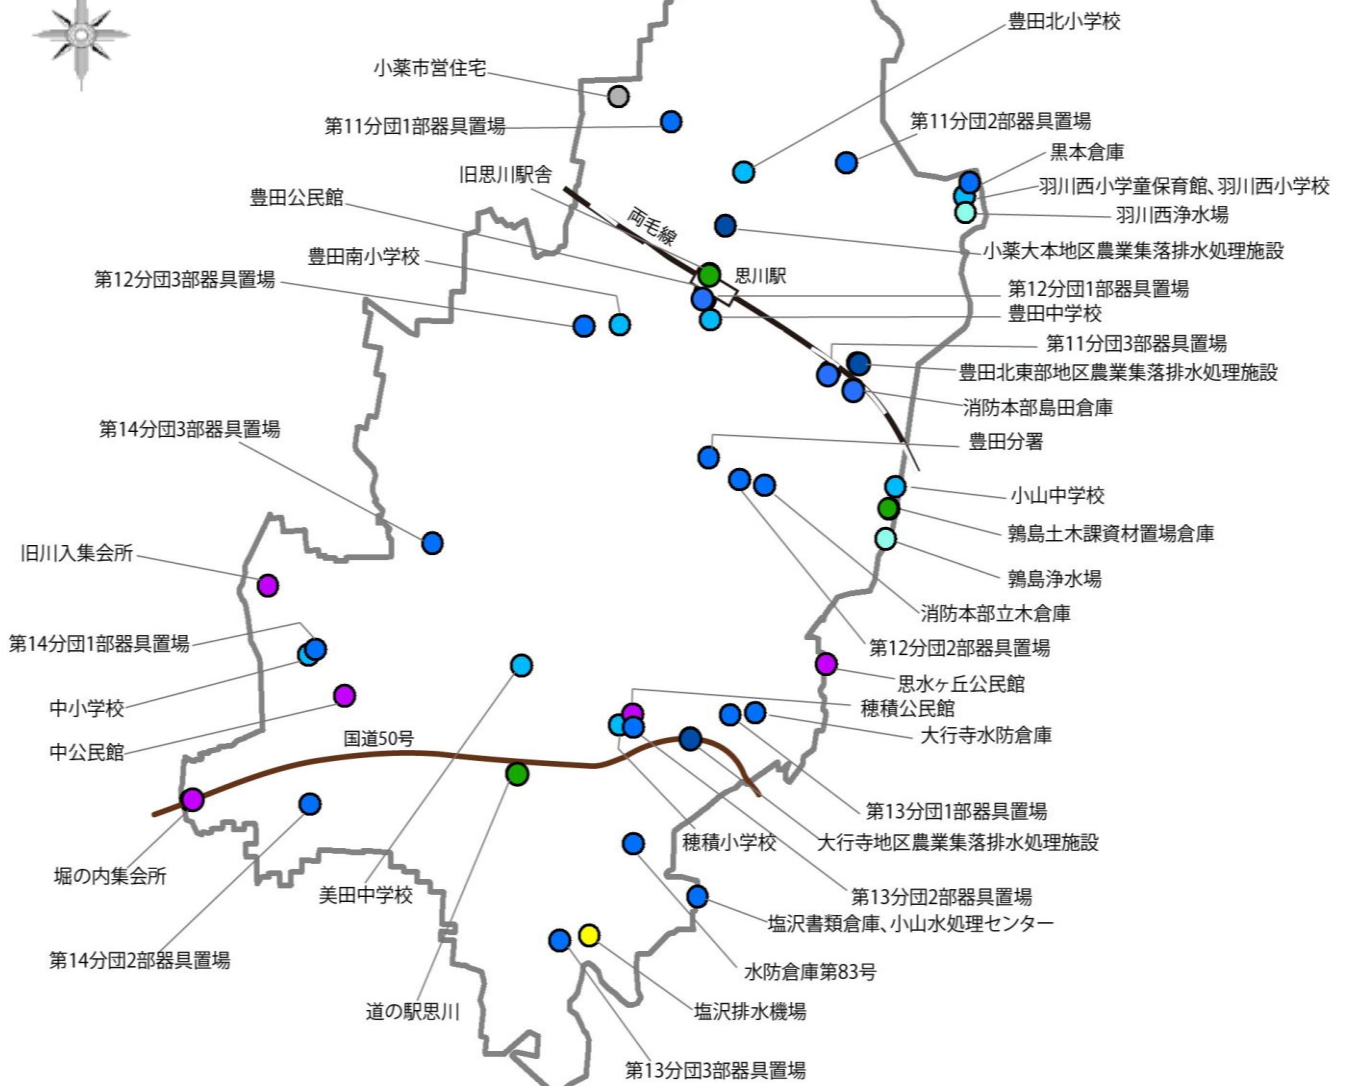 豊田北小学校
小薬市営住宅
第11分団1部器具置場
第11分団2部器具置場
黒本倉庫
旧思川駅舎
羽川西小学童保育館、羽川西小学校
豊田公民館
羽川西浄水場
両毛線
豊田南小学校
小薬大本地区農業集落排水処理施設
第12分団3部器具置場
思川駅
第12分団1部器具置場
豊田中学校
第11分団3部器具置場
豊田北東部地区農業集落排水処理施設
消防本部島田倉庫
第14分団3部器具置場
豊田分署
小山中学校
鶉島土木課資材置場倉庫
旧川入集会所
鶉島浄水場
消防本部立木倉庫
第14分団1部器具置場
第12分団2部器具置場
思水ヶ丘公民館
中小学校
穂積公民館
大行寺水防倉庫
国道50号
中公民館
第13分団1部器具置場
穂積小学校
大行寺地区農業集落排水処理施設
堀の内集会所
美田中学校
第13分団2部器具置場
塩沢書類倉庫、小山水処理センター
第14分団2部器具置場
水防倉庫第83号
道の駅思川
塩沢排水機場
第13分団3部器具置場